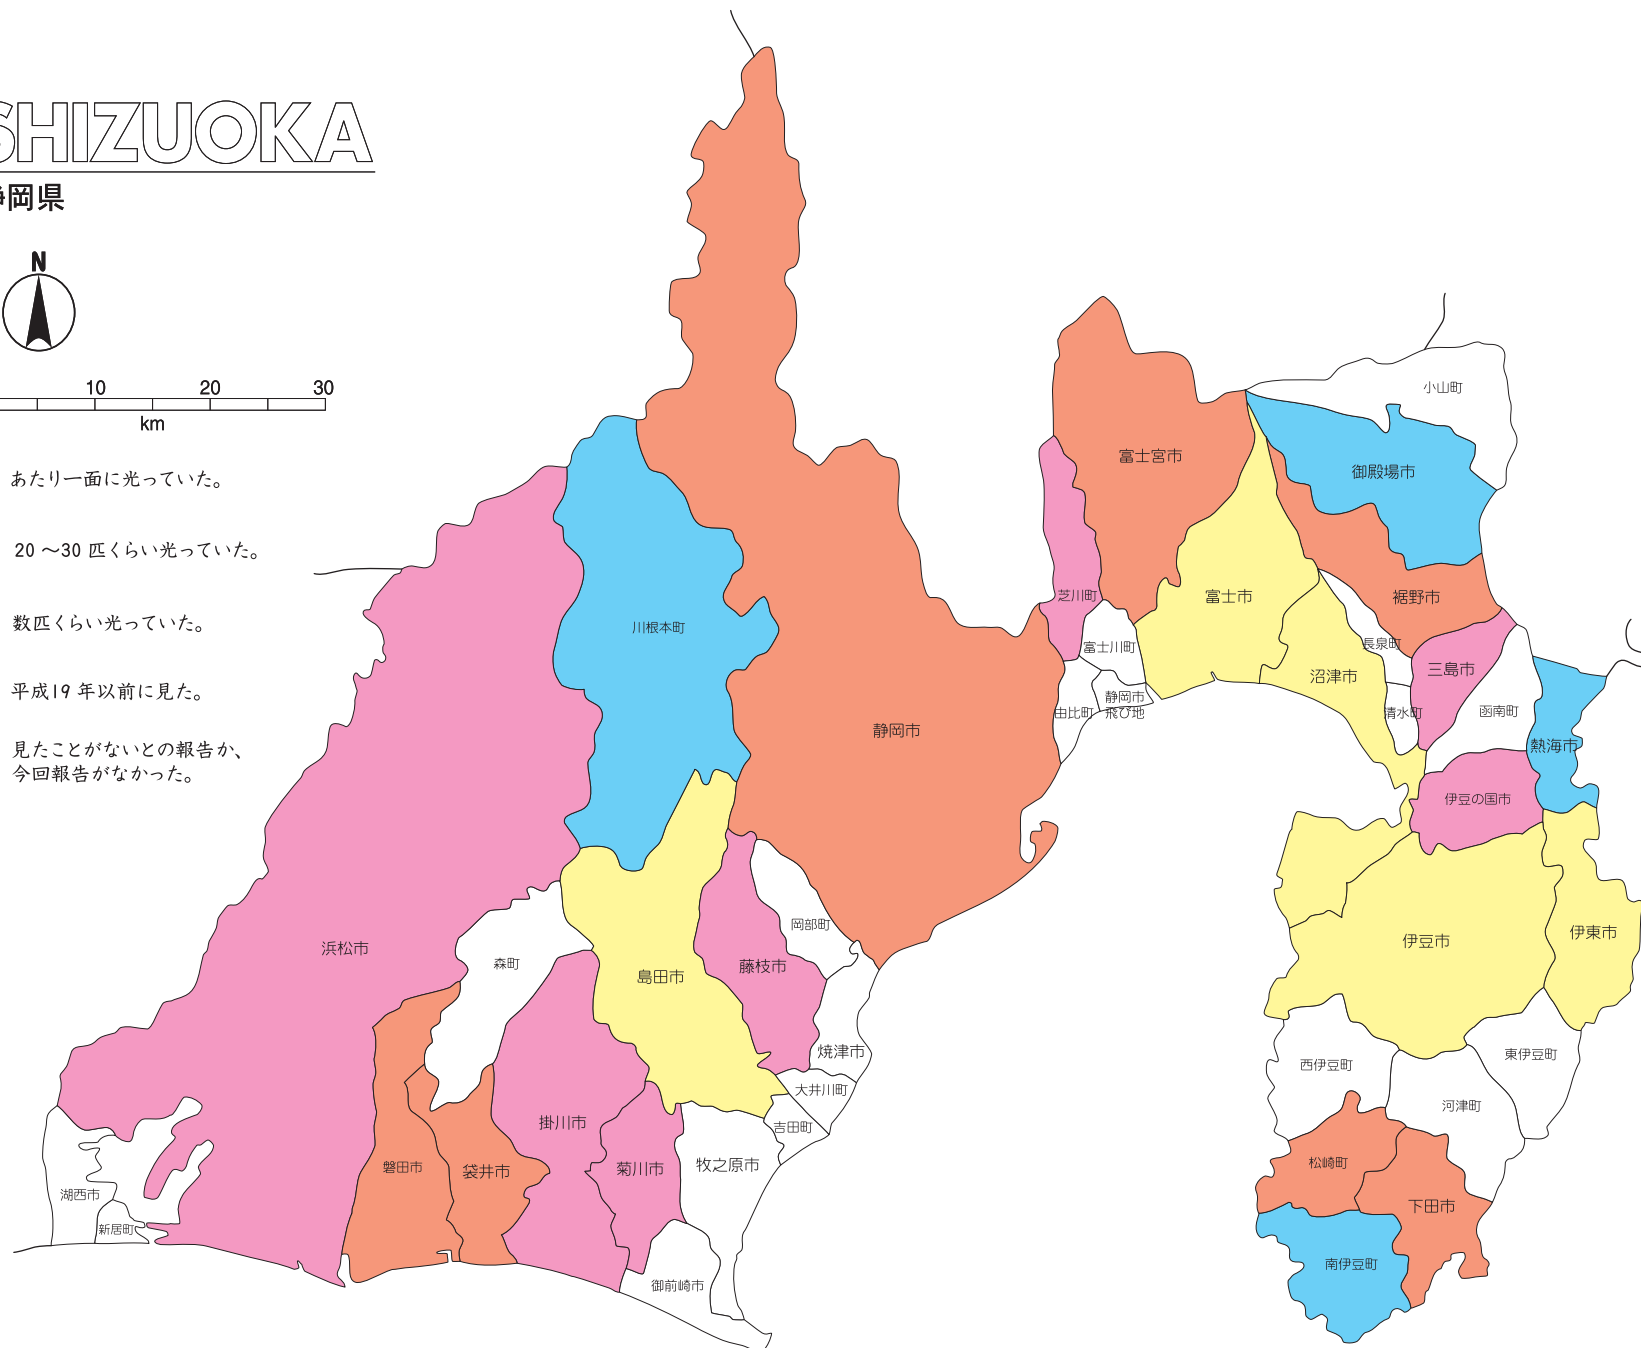 SHIZUOKA
静岡県
N
10 20 30
km
あたり一面に光っていた。
20～30 匹くらい光っていた。
数匹くらい光っていた。
平成19 年以前に見た。
見たことがないとの報告か、
今回報告がなかった。
小山町
富士宮市
御殿場市
芝川町
富士市
裾野市
川根本町
富士川町
長泉町
三島市
沼津市
静岡市
飛び地
由比町
清水町
函南町
静岡市
熱海市
伊豆の国市
岡部町
伊東市
伊豆市
浜松市
森町
藤枝市
島田市
焼津市
東伊豆町
西伊豆町
大井川町
河津町
掛川市
吉田町
松崎町
牧之原市
磐田市
袋井市
菊川市
湖西市
下田市
新居町
南伊豆町
御前崎市